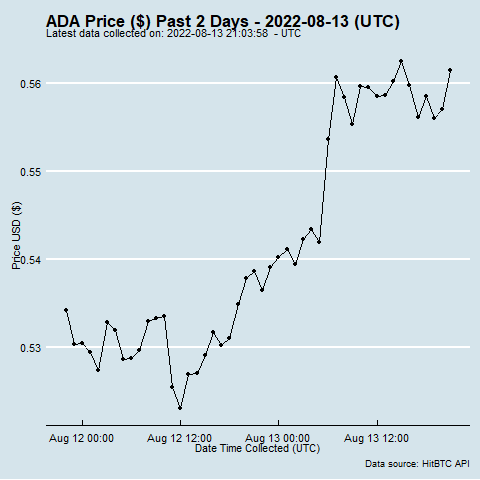 ADA Price ($) Past 2 Days - 2022-08-13 (UTC)
Latest data collected on: 2022-08-13 21:03:58 - UTC
0.56
0.55
0.54
0.53
Price USD ($)
Aug 12 00:00 Aug 12 12:00 Aug 13 00:00 Aug 13 12:00
Date Time Collected (UTC)
Data source: HitBTC API